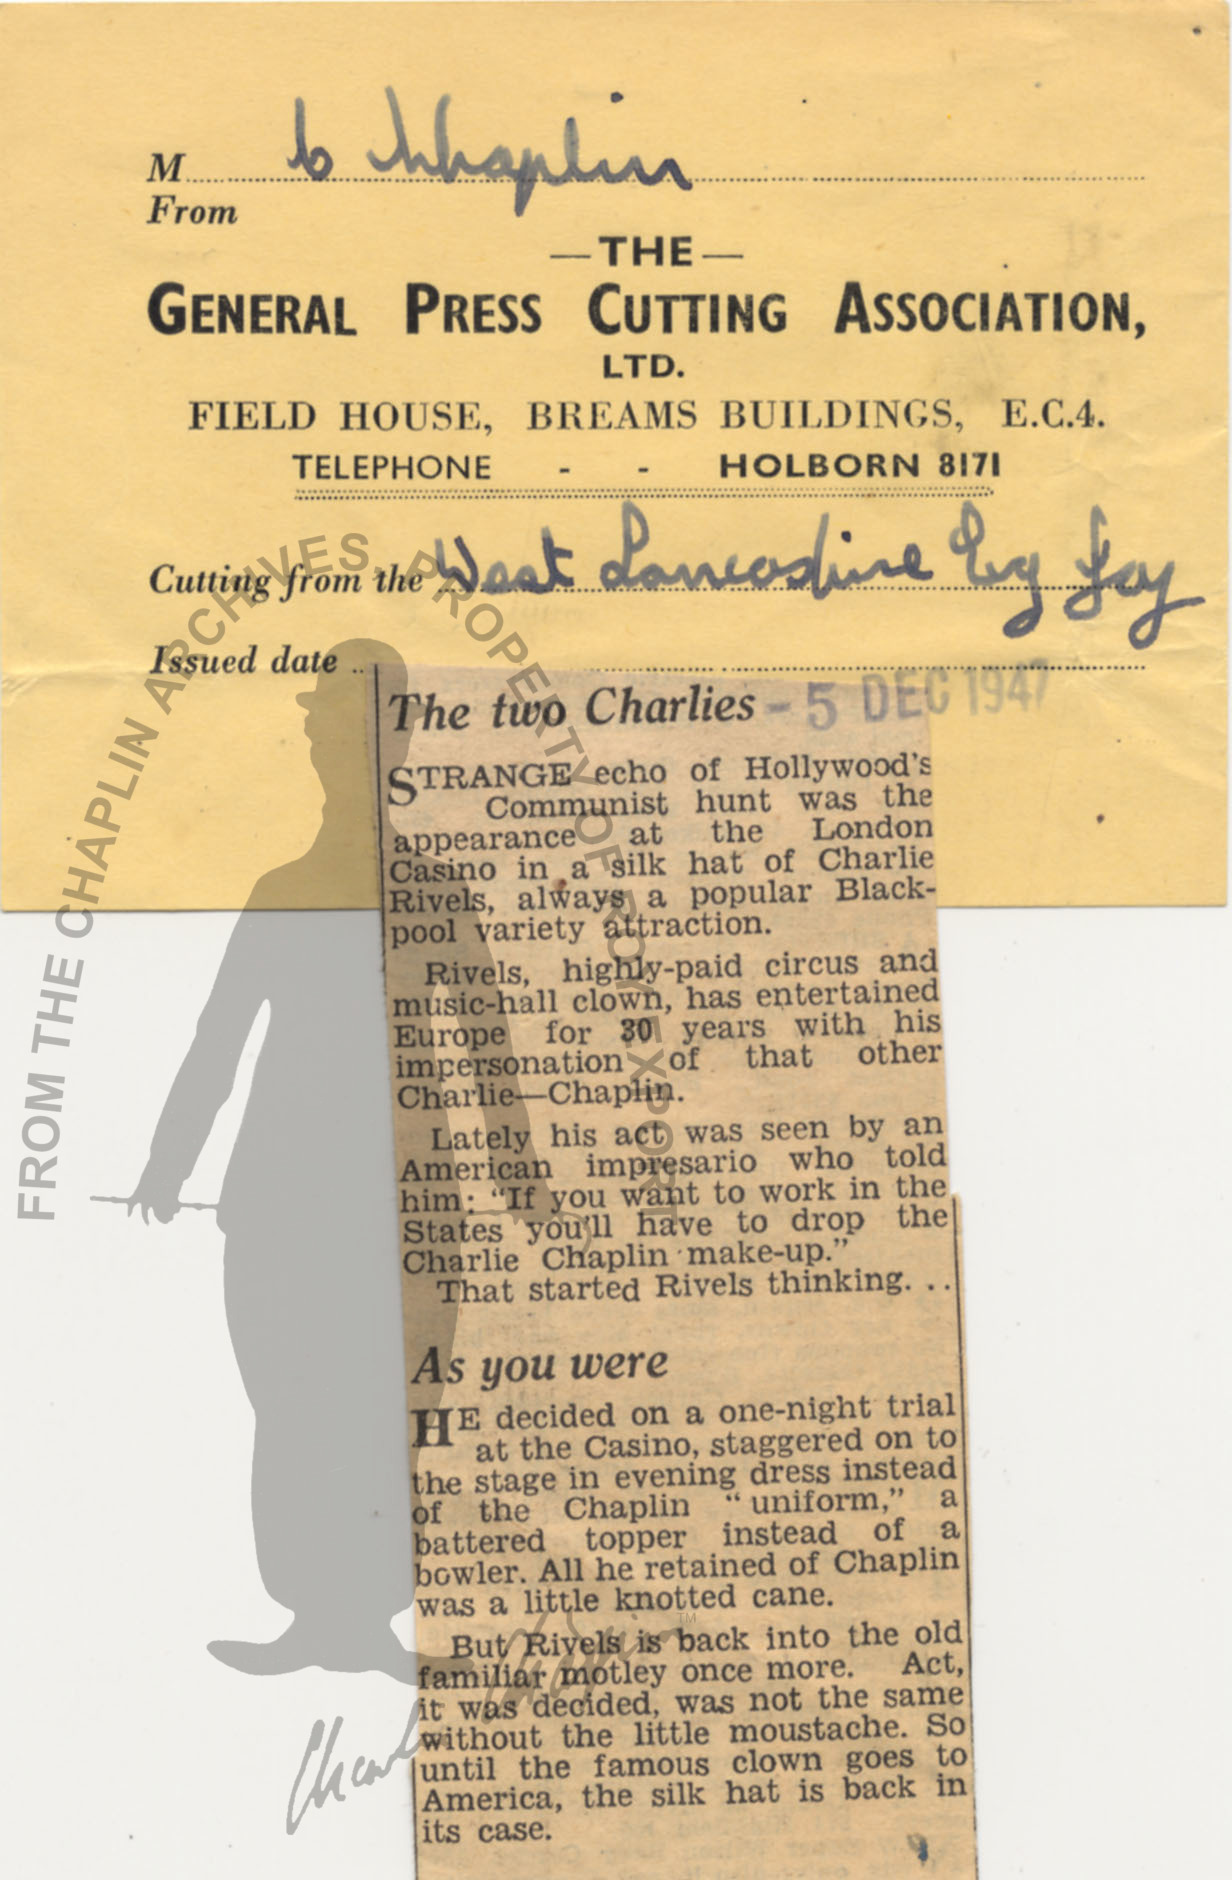 M C Chaplin
From
—THE—
GENERAL PRESS CUTTING ASSOCIATION,
LTD.
FIELD HOUSE, BREAMS BUILDINGS, E.C.4.
TELEPHONE - - HOLBORN 8171
Cutting from the West Lancashire Eg
Issued date
- 5 DEC 1947
The two Charlies
STRANGE echo of Hollywood's
Communist hunt was the
appearance at the London
Casino in a silk hat of Charlie
Rivels, always a popular Black-
pool variety attraction.
Rivels, highly-paid circus and
music-hall clown, has entertained
Europe for 30 years with his
impersonation of that other
Charlie—Chaplin.
Lately his act was seen by an
American impresario who told
him: "If you want to work in the
States you'll have to drop the
Charlie Chaplin make-up."
That started Rivels thinking. . .
As you were
HE decided on a one-night trial
at the Casino, staggered on to
the stage in evening dress instead
of the Chaplin "uniform," a
battered topper instead of a
bowler. All he retained of Chaplin
was a little knotted cane.
But Rivels is back into the old
familiar motley once more. Act,
it was decided, was not the same
without the little moustache. So
until the famous clown goes to
America, the silk hat is back in
its case.
FROM THE CHAPLIN ARCHIVES, PROPERTY OF ROY EXPORT
Charlie Chaplin™